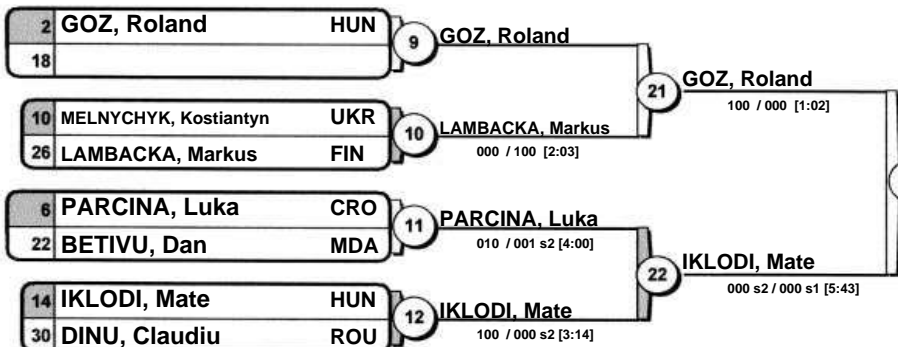 2 GOZ, Roland HUN
18
9 GOZ, Roland
10 MELNYCHYK, Kostiantyn UKR
26 LAMBACKA, Markus FIN
10 LAMBACKA, Markus
000 / 100 [2:03]
21 GOZ, Roland
100 / 000 [1:02]
6 PARCINA, Luka CRO
22 BETIVU, Dan MDA
11 PARCINA, Luka
010 / 001 s2 [4:00]
14 IKLODI, Mate HUN
30 DINU, Claudiu ROU
12 IKLODI, Mate
100 / 000 s2 [3:14]
22 IKLODI, Mate
000 s2 / 000 s1 [5:43]